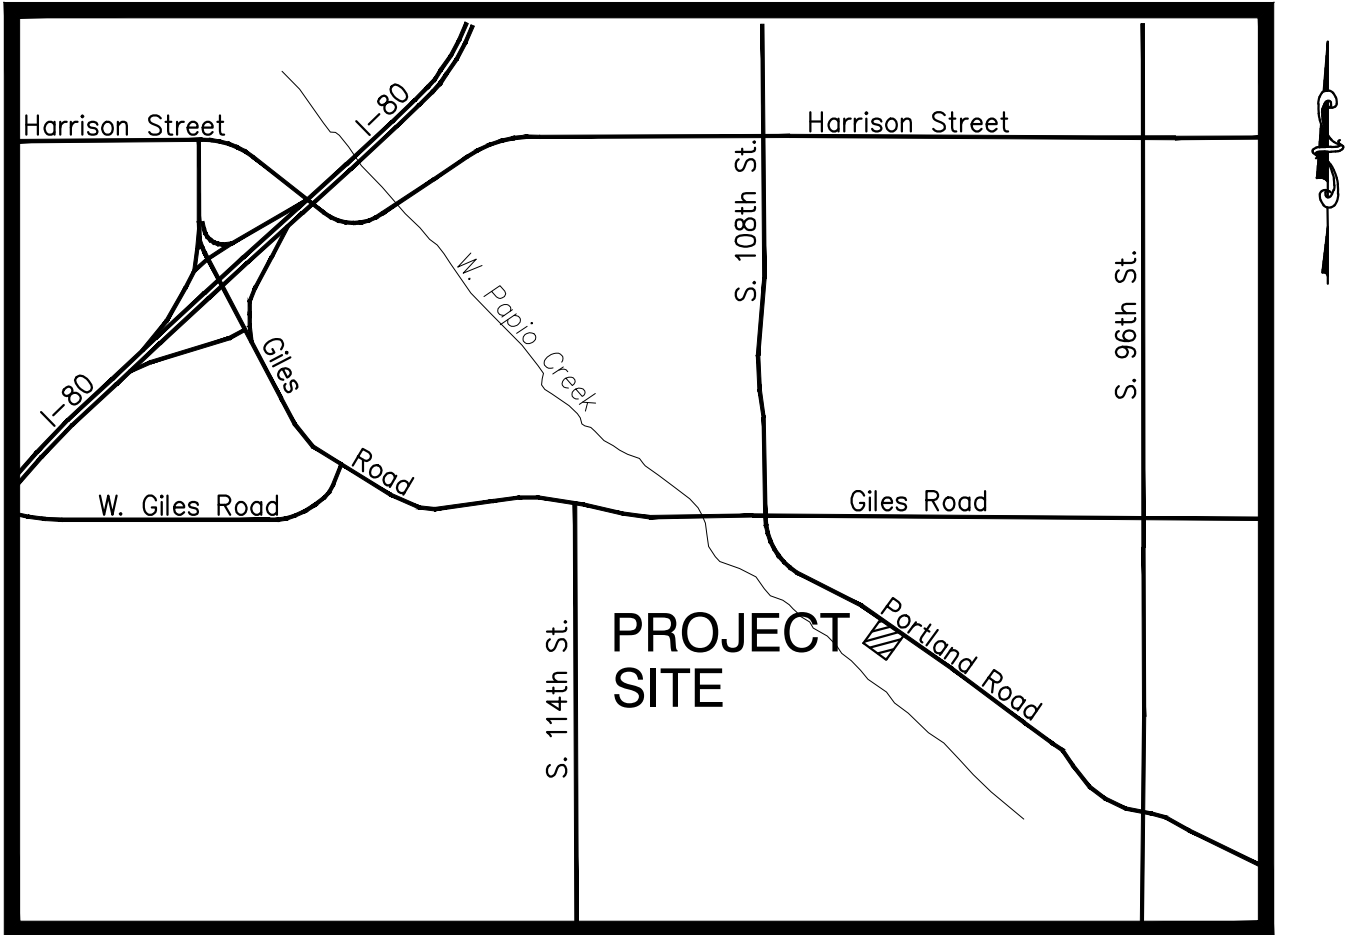 I-80
Harrison Street
Harrison Street
S. 108th St.
W. Papio Creek
S. 96th St.
I-80
Giles
Road
W. Giles Road
Giles Road
PROJECT
SITE
Portland Road
S. 114th St.